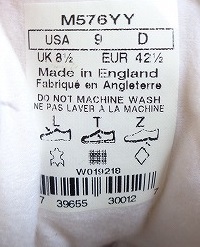 M576YY
USA 9 D
UK 8½ EUR 42½
Made in England
Fabriqué en Angleterre
DO NOT MACHINE WASH
NE PAS LAVER A LA MACHINE
L T Z
W019218
7 39655 30012 7